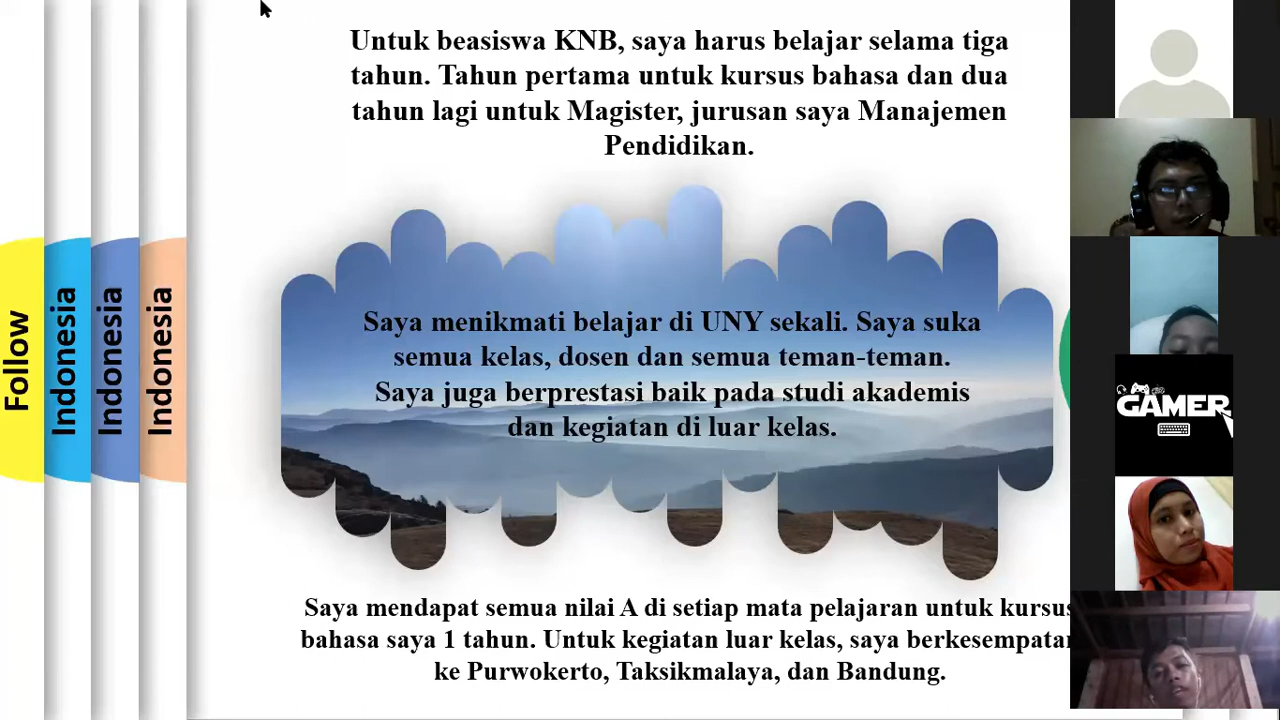 Untuk beasiswa KNB, saya harus belajar selama tiga
tahun. Tahun pertama untuk kursus bahasa dan dua
tahun lagi untuk Magister, jurusan saya Manajemen
Pendidikan.
Follow
Indonesia
Indonesia
Indonesia
Saya menikmati belajar di UNY sekali. Saya suka
semua kelas, dosen dan semua teman-teman.
Saya juga berprestasi baik pada studi akademis
dan kegiatan di luar kelas.
GAMER
Saya mendapat semua nilai A di setiap mata pelajaran untuk kursus
bahasa saya 1 tahun. Untuk kegiatan luar kelas, saya berkesempatan
ke Purwokerto, Taksikmalaya, dan Bandung.